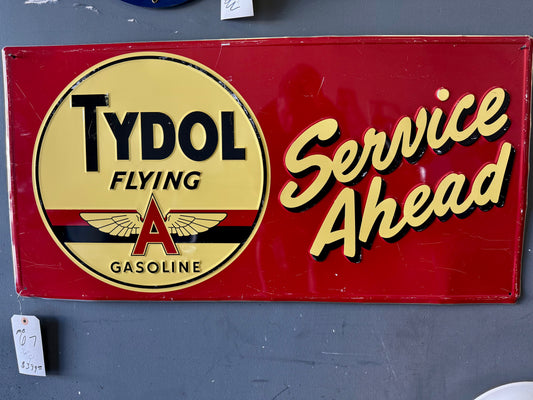 TYDOL
FLYING
A
GASOLINE
Service
Ahead